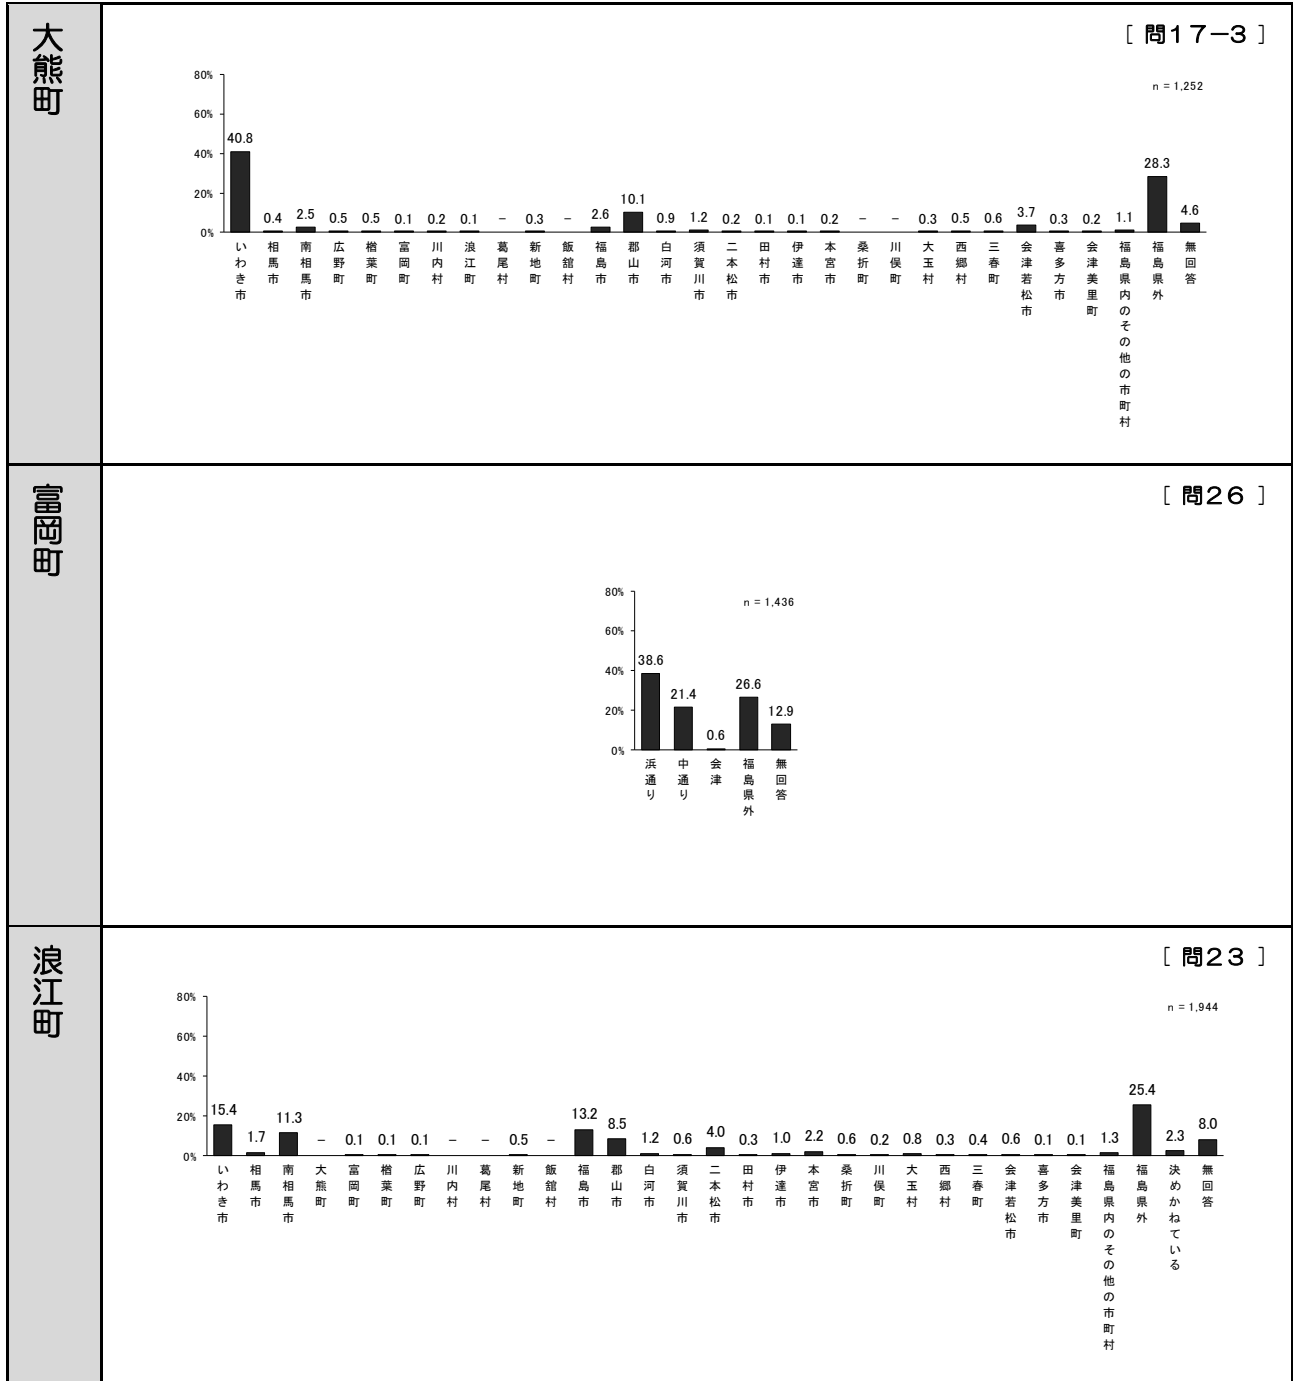 大熊町
[ 問17－3 ]
n = 1,252
80%
60%
40%
20%
0%
40.8
0.4
2.5
0.5
0.5
0.1
0.2
0.1
－
0.3
－
2.6
10.1
0.9
1.2
0.2
0.1
0.1
0.2
－
－
0.3
0.5
0.6
3.7
0.3
0.2
1.1
28.3
4.6
いわき市
相馬市
南相馬市
広野町
楢葉町
富岡町
川内村
浪江町
葛尾村
新地町
飯舘村
福島市
郡山市
白河市
須賀川市
二本松市
田村市
伊達市
本宮市
桑折町
川俣町
大玉村
西郷村
三春町
会津若松市
喜多方市
会津美里町
福島県内のその他の市町村
福島県外
無回答
富岡町
[ 問26 ]
n = 1,436
80%
60%
40%
20%
0%
38.6
21.4
0.6
26.6
12.9
浜通り
中通り
会津
福島県外
無回答
浪江町
[ 問23 ]
n = 1,944
80%
60%
40%
20%
0%
15.4
1.7
11.3
－
0.1
0.1
0.1
－
－
0.5
－
13.2
8.5
1.2
0.6
4.0
0.3
1.0
2.2
0.6
0.2
0.8
0.3
0.4
0.6
0.1
0.1
1.3
25.4
2.3
8.0
いわき市
相馬市
南相馬市
大熊町
富岡町
楢葉町
広野町
川内村
葛尾村
新地町
飯舘村
福島市
郡山市
白河市
須賀川市
二本松市
田村市
伊達市
本宮市
桑折町
川俣町
大玉村
西郷村
三春町
会津若松市
喜多方市
会津美里町
福島県内のその他の市町村
福島県外
決めかねている
無回答